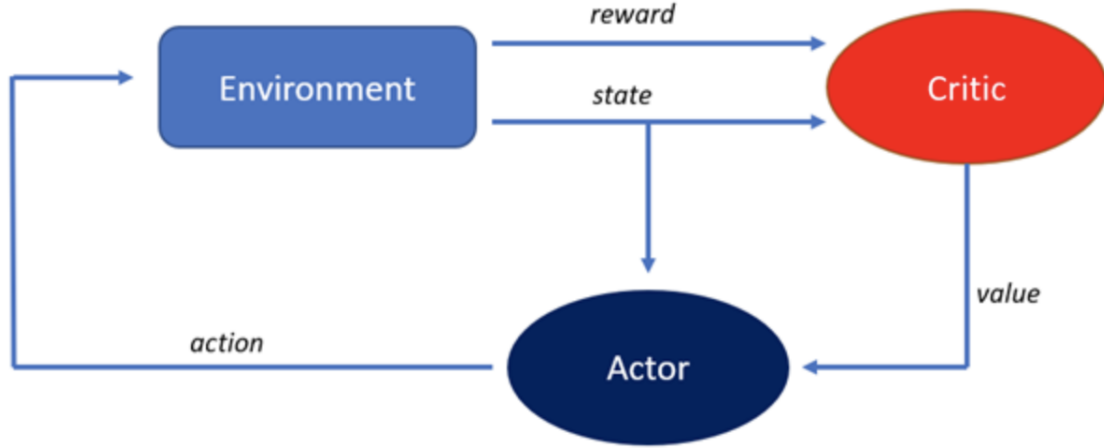 reward
Environment
Critic
state
value
action
Actor